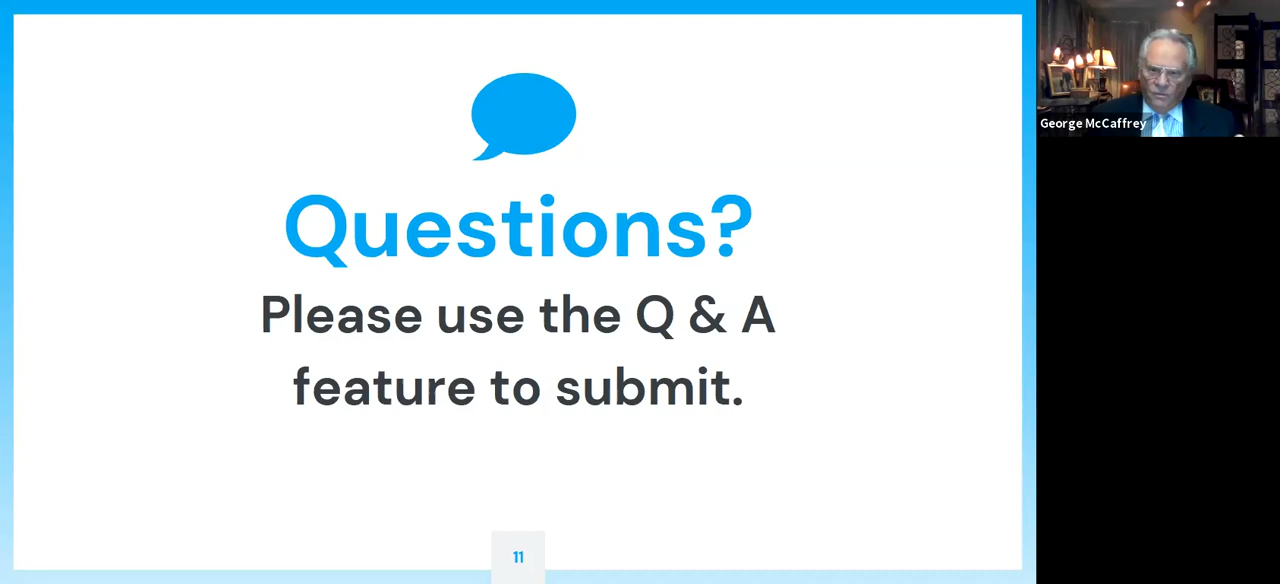 Questions?
Please use the Q & A
feature to submit.
11
George McCaffrey